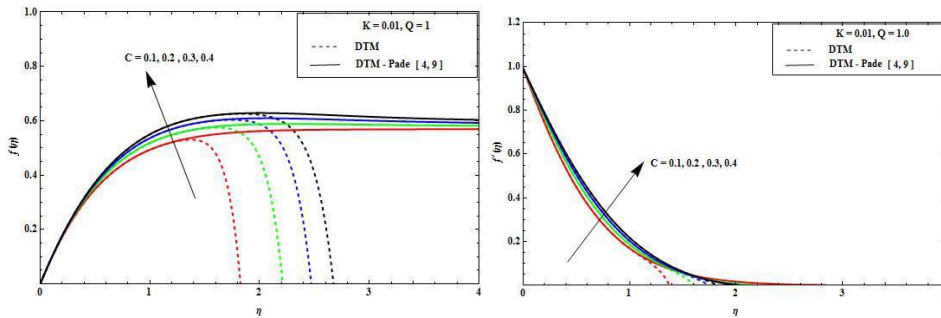 1.0
0.8
0.6
0.4
0.2
0
1
2
3
4
f (η)
η
K = 0.01, Q = 1
DTM
DTM - Pade [ 4, 9 ]
C = 0.1, 0.2 , 0.3, 0.4
1.2
1.0
0.8
0.6
0.4
0.2
0
1
2
3
f' (η)
η
K = 0.01, Q = 1.0
DTM
DTM - Pade [ 4, 9 ]
C = 0.1, 0.2 , 0.3, 0.4